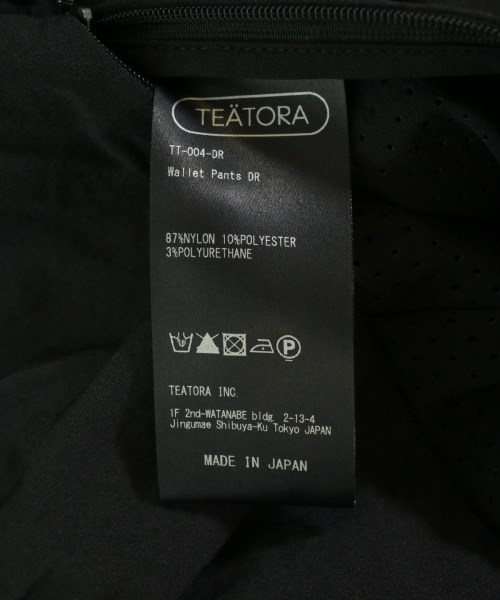 TEÄTORA
TT-004-DR
Wallet Pants DR
87%NYLON 10%POLYESTER
3%POLYURETHANE
P
TEATORA INC.
1F 2nd-WATANABE bldg. 2-13-4
Jingumae Shibuya-Ku Tokyo JAPAN
MADE IN JAPAN